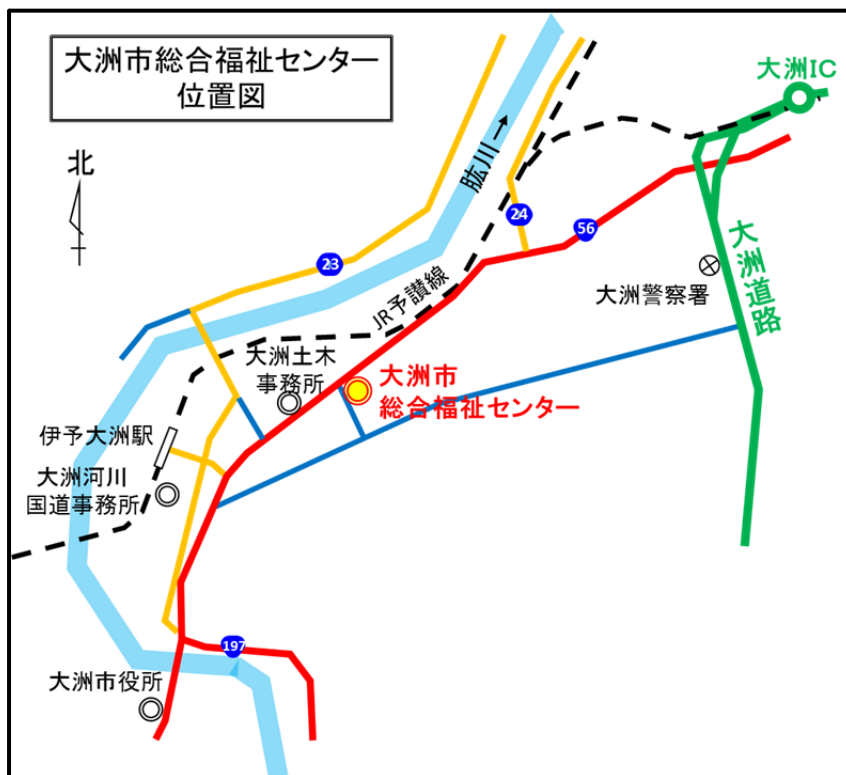 大洲市総合福祉センター
位置図
大洲IC
北
肱川→
24
56
23
大洲道路
JR予讃線
大洲警察署
大洲土木
事務所
大洲市
総合福祉センター
伊予大洲駅
大洲河川
国道事務所
197
大洲市役所